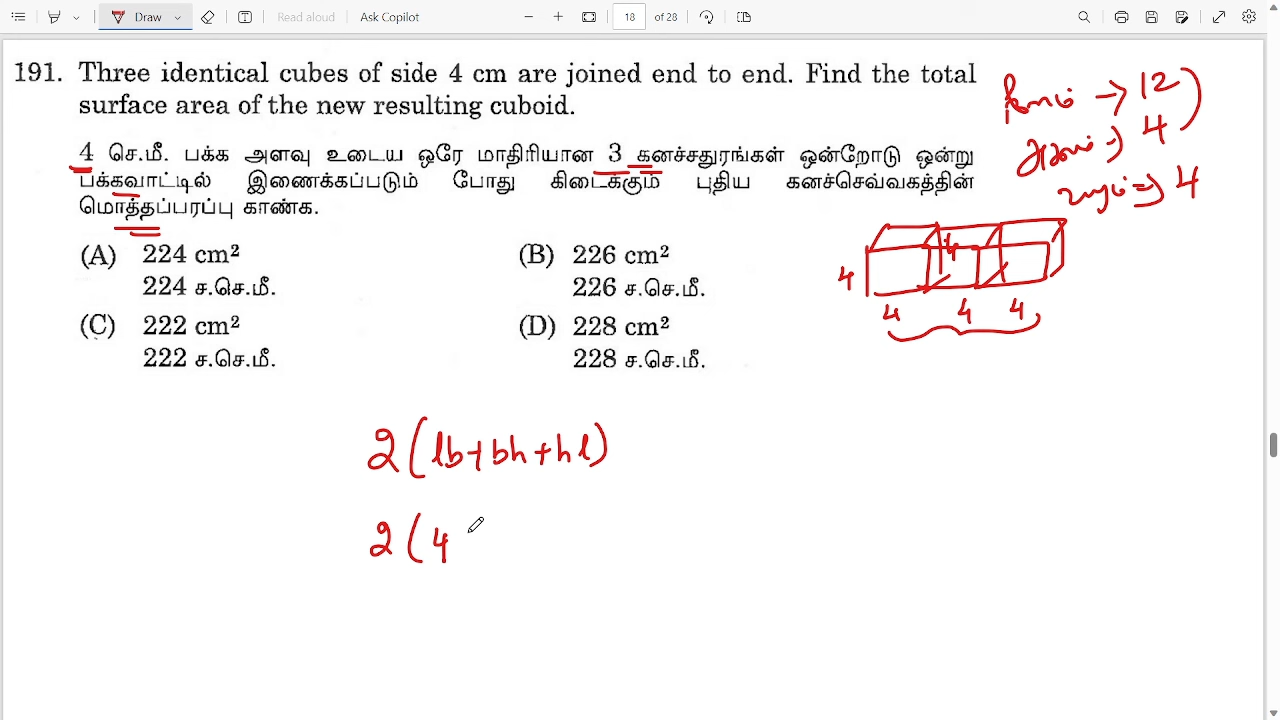 Draw
Read aloud
Ask Copilot
18
of 28
191. Three identical cubes of side 4 cm are joined end to end. Find the total
surface area of the new resulting cuboid.
4 செ.மீ. பக்க அளவு உடைய ஒரே மாதிரியான 3 கனச்சதுரங்கள் ஒன்றோடு ஒன்று
பக்கவாட்டில் இணைக்கப்படும் போது கிடைக்கும் புதிய கனச்செவ்வகத்தின்
மொத்தப்பரப்பு காண்க.
(A) 224 cm² (B) 226 cm²
224 ச.செ.மீ. 226 ச.செ.மீ.
(C) 222 cm² (D) 228 cm²
222 ச.செ.மீ. 228 ச.செ.மீ.
நீளம் → 12
அகலம் → 4
உயரம் ⇒ 4
4
4
4 4 4
2(lb+bh+hl)
2(4